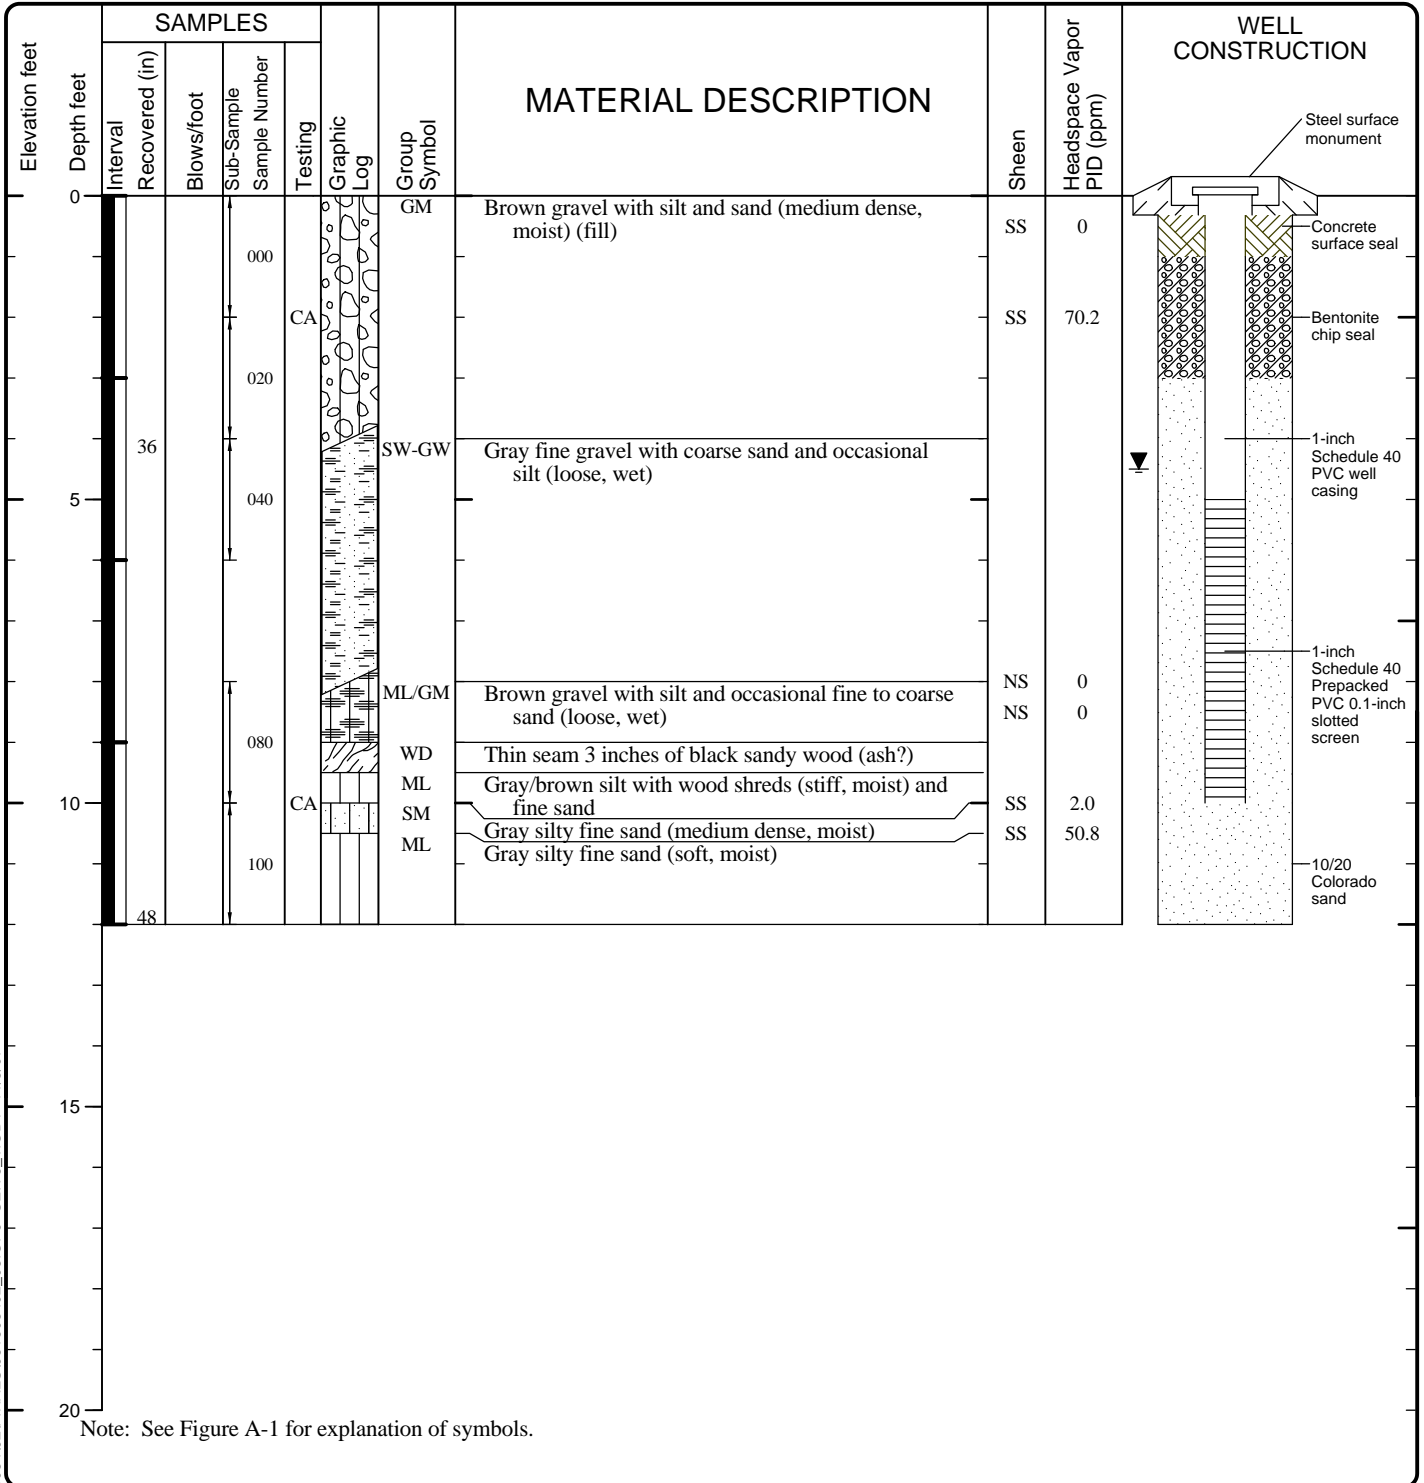 Elevation feet
Depth feet
SAMPLES
Interval
Recovered (in)
Blows/foot
Sub-Sample
Sample Number
Testing
Graphic
Log
Group
Symbol
MATERIAL DESCRIPTION
Sheen
Headspace Vapor
PID (ppm)
WELL
CONSTRUCTION
Steel surface
monument
0
GM
Brown gravel with silt and sand (medium dense,
moist) (fill)
SS
0
Concrete
surface seal
000
CA
SS
70.2
Bentonite
chip seal
020
36
SW-GW
Gray fine gravel with coarse sand and occasional
silt (loose, wet)
1-inch
Schedule 40
PVC well
casing
5
040
ML/GM
Brown gravel with silt and occasional fine to coarse
sand (loose, wet)
NS
0
NS
0
1-inch
Schedule 40
Prepacked
PVC 0.1-inch
slotted
screen
080
WD
Thin seam 3 inches of black sandy wood (ash?)
ML
Gray/brown silt with wood shreds (stiff, moist) and
fine sand
10
CA
SM
SS
2.0
Gray silty fine sand (medium dense, moist)
SS
50.8
ML
Gray silty fine sand (soft, moist)
100
10/20
Colorado
sand
48
15
20
Note: See Figure A-1 for explanation of symbols.